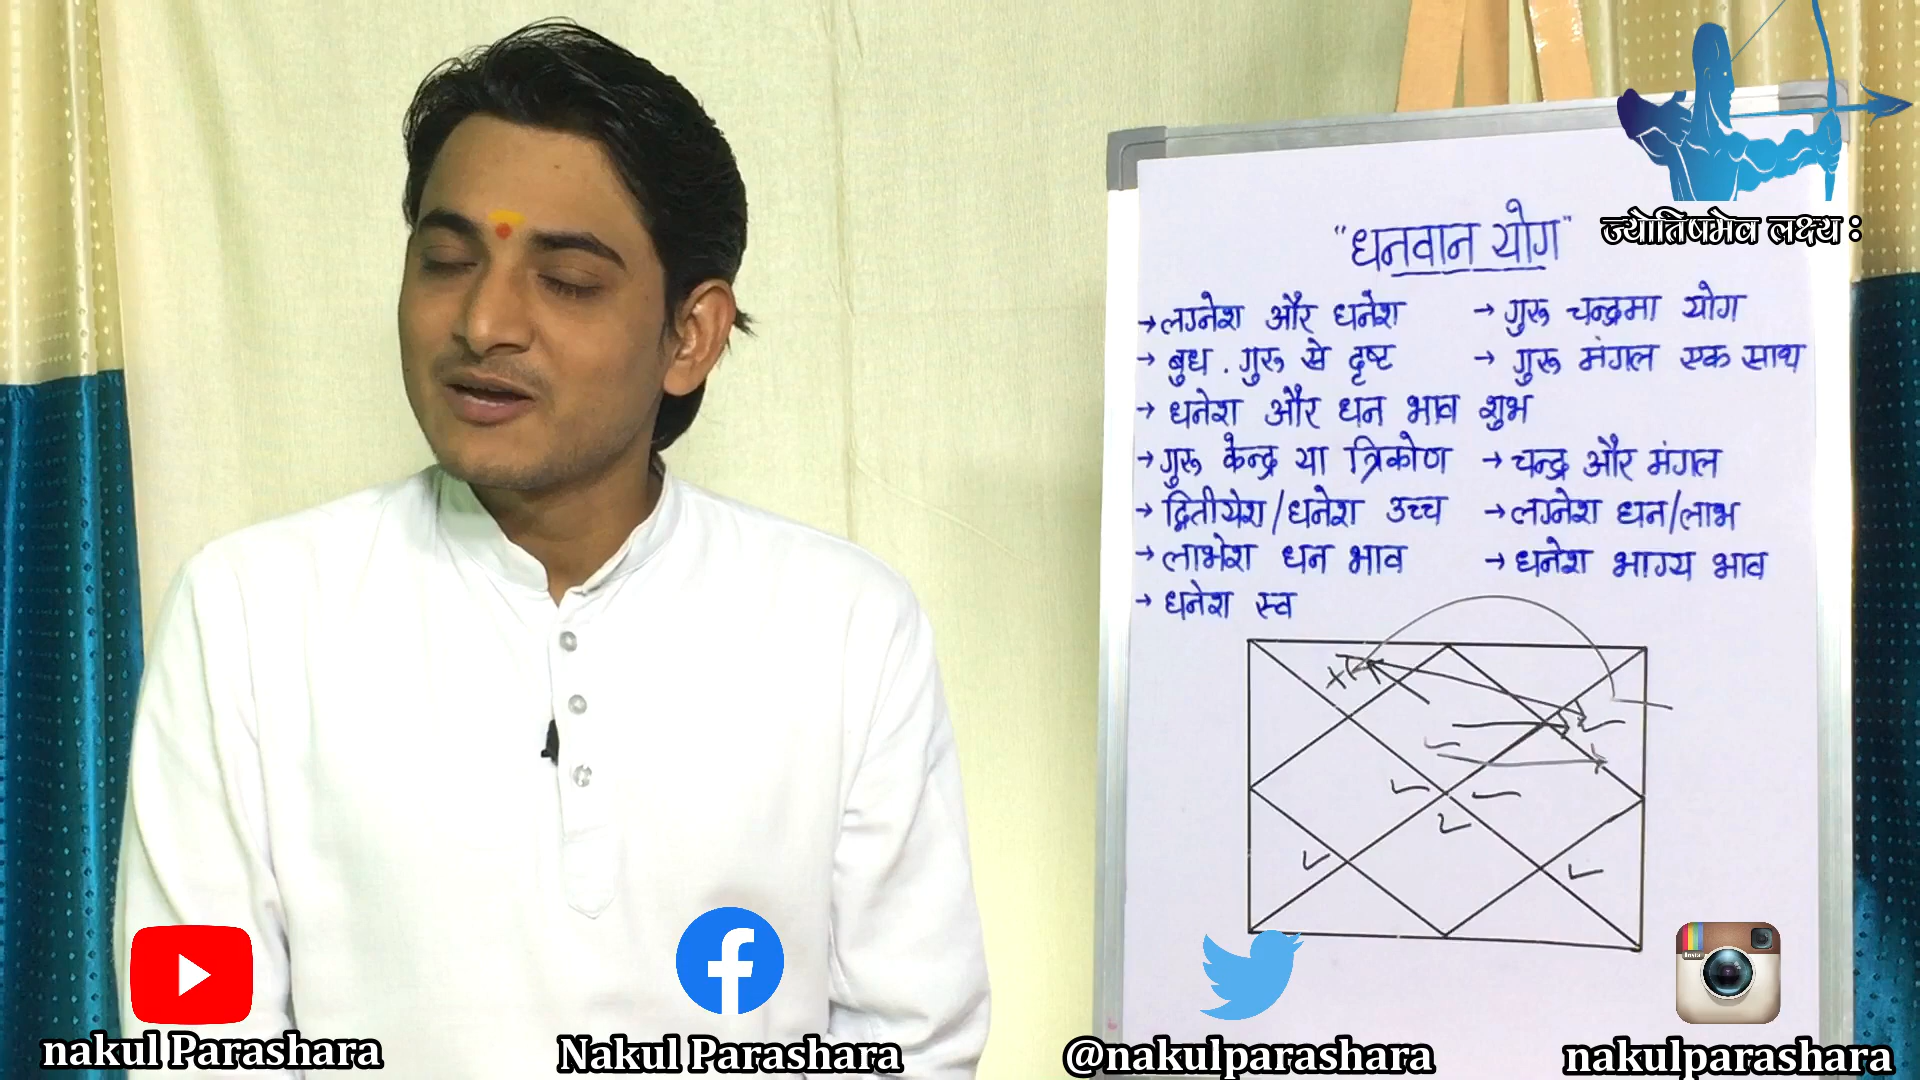 ज्योतिषमेव लक्ष्य :
"धनवान योग"
→ लग्नेश और धनेश → गुरू चन्द्रमा योग
→ बुध . गुरू से दृष्ट → गुरू मंगल एक साथ
→ धनेश और धन भाव शुभ
→ गुरू केन्द्र या त्रिकोण → चन्द्र और मंगल
→ द्वितीयेश/धनेश उच्च → लग्नेश धन/लाभ
→ लाभेश धन भाव → धनेश भाग्य भाव
→ धनेश स्व
Insta
nakul Parashara
Nakul Parashara
@nakulparashara
nakulparashara